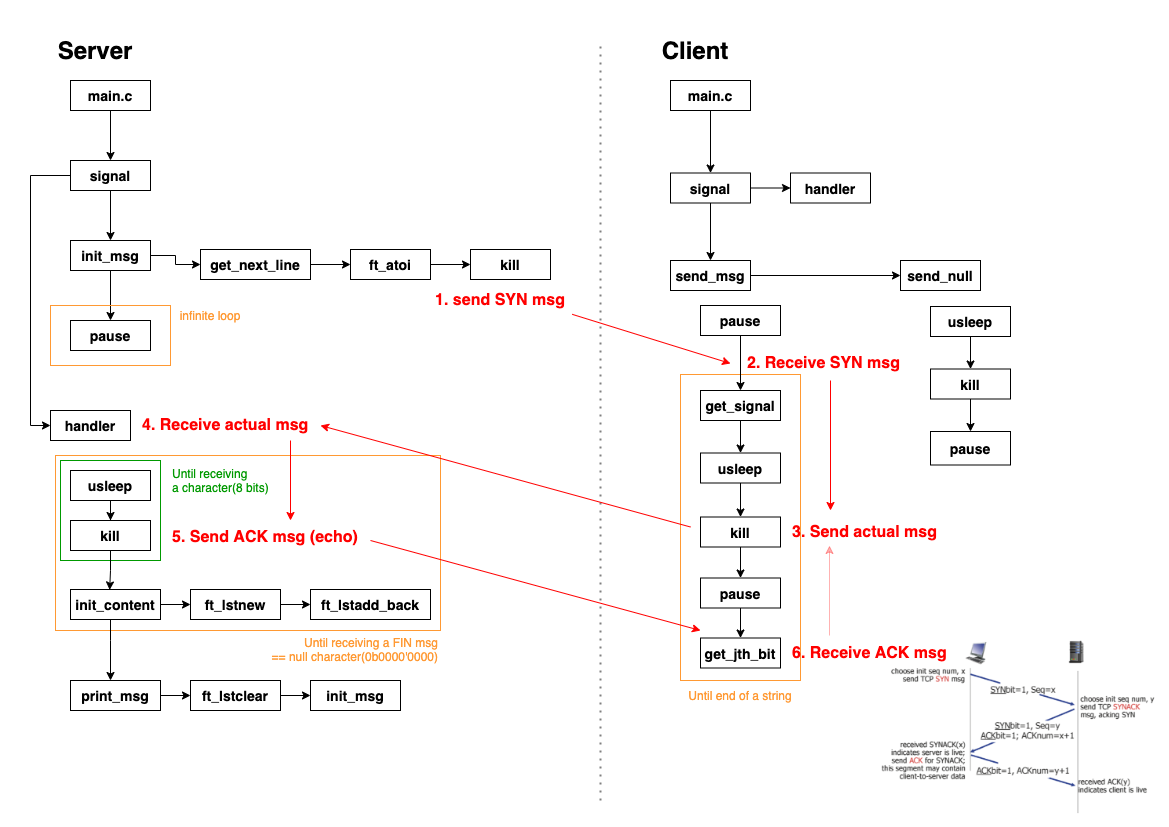 Server
main.c
signal
init_msg
get_next_line
ft_atoi
kill
1. send SYN msg
infinite loop
pause
handler
4. Receive actual msg
usleep
Until receiving
a character(8 bits)
kill
5. Send ACK msg (echo)
init_content
ft_lstnew
ft_lstadd_back
Until receiving a FIN msg
== null character(0b0000'0000)
print_msg
ft_lstclear
init_msg
Client
main.c
signal
handler
send_msg
send_null
pause
2. Receive SYN msg
get_signal
usleep
kill
3. Send actual msg
pause
get_jth_bit
6. Receive ACK msg
Until end of a string
usleep
kill
pause
choose init seq num, x
send TCP SYN msg
SYNbit=1, Seq=x
choose init seq num, y
send TCP SYNACK
msg, acking SYN
SYNbit=1, Seq=y
ACKbit=1; ACKnum=x+1
received SYNACK(x)
indicates server is live;
send ACK for SYNACK;
this segment may contain
client-to-server data
ACKbit=1, ACKnum=y+1
received ACK(y)
indicates client is live